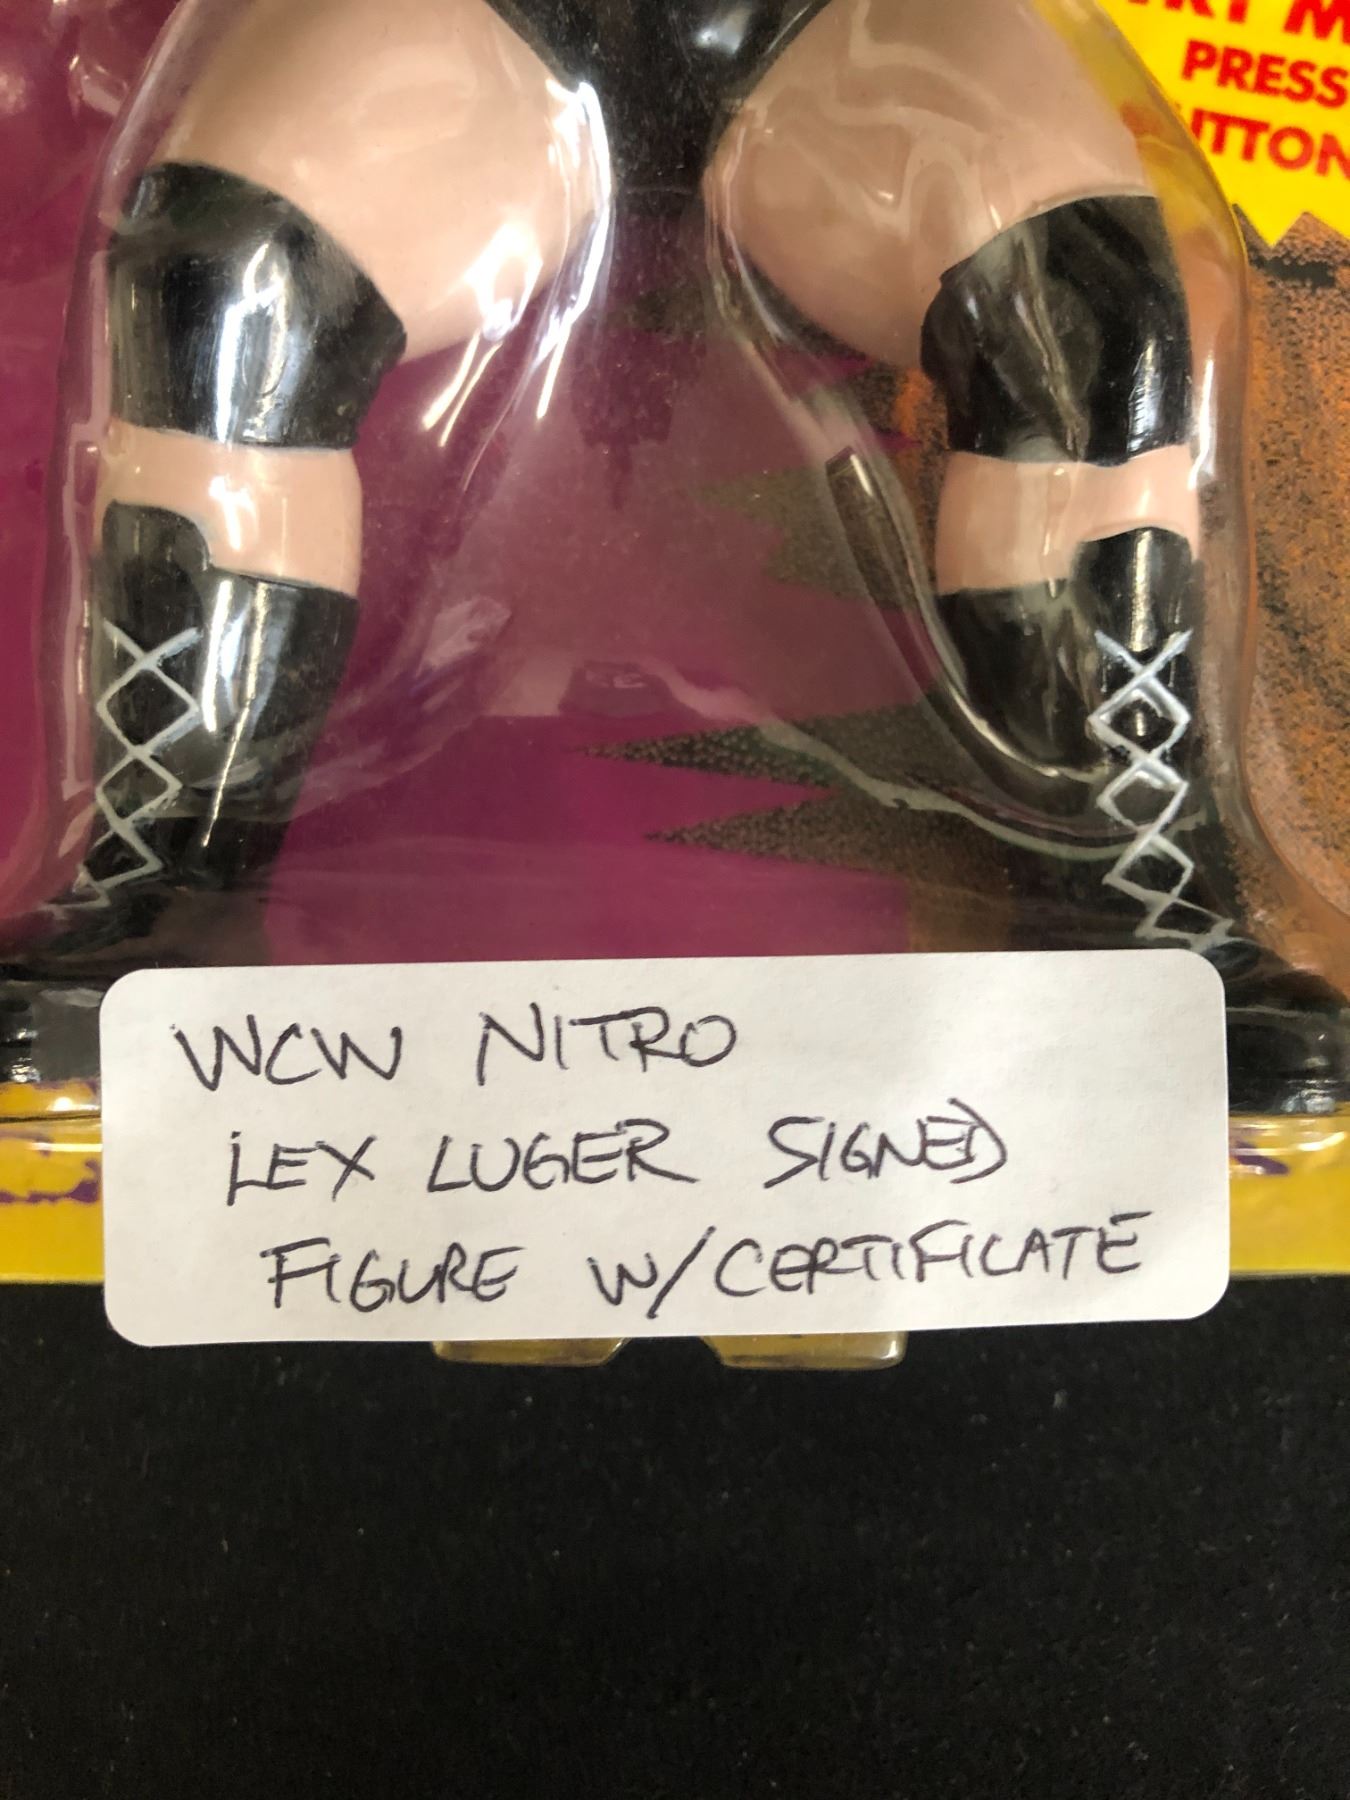 PRESS
WCW NITRO
LEX LUGER SIGNED
FIGURE W/CERTIFICATE